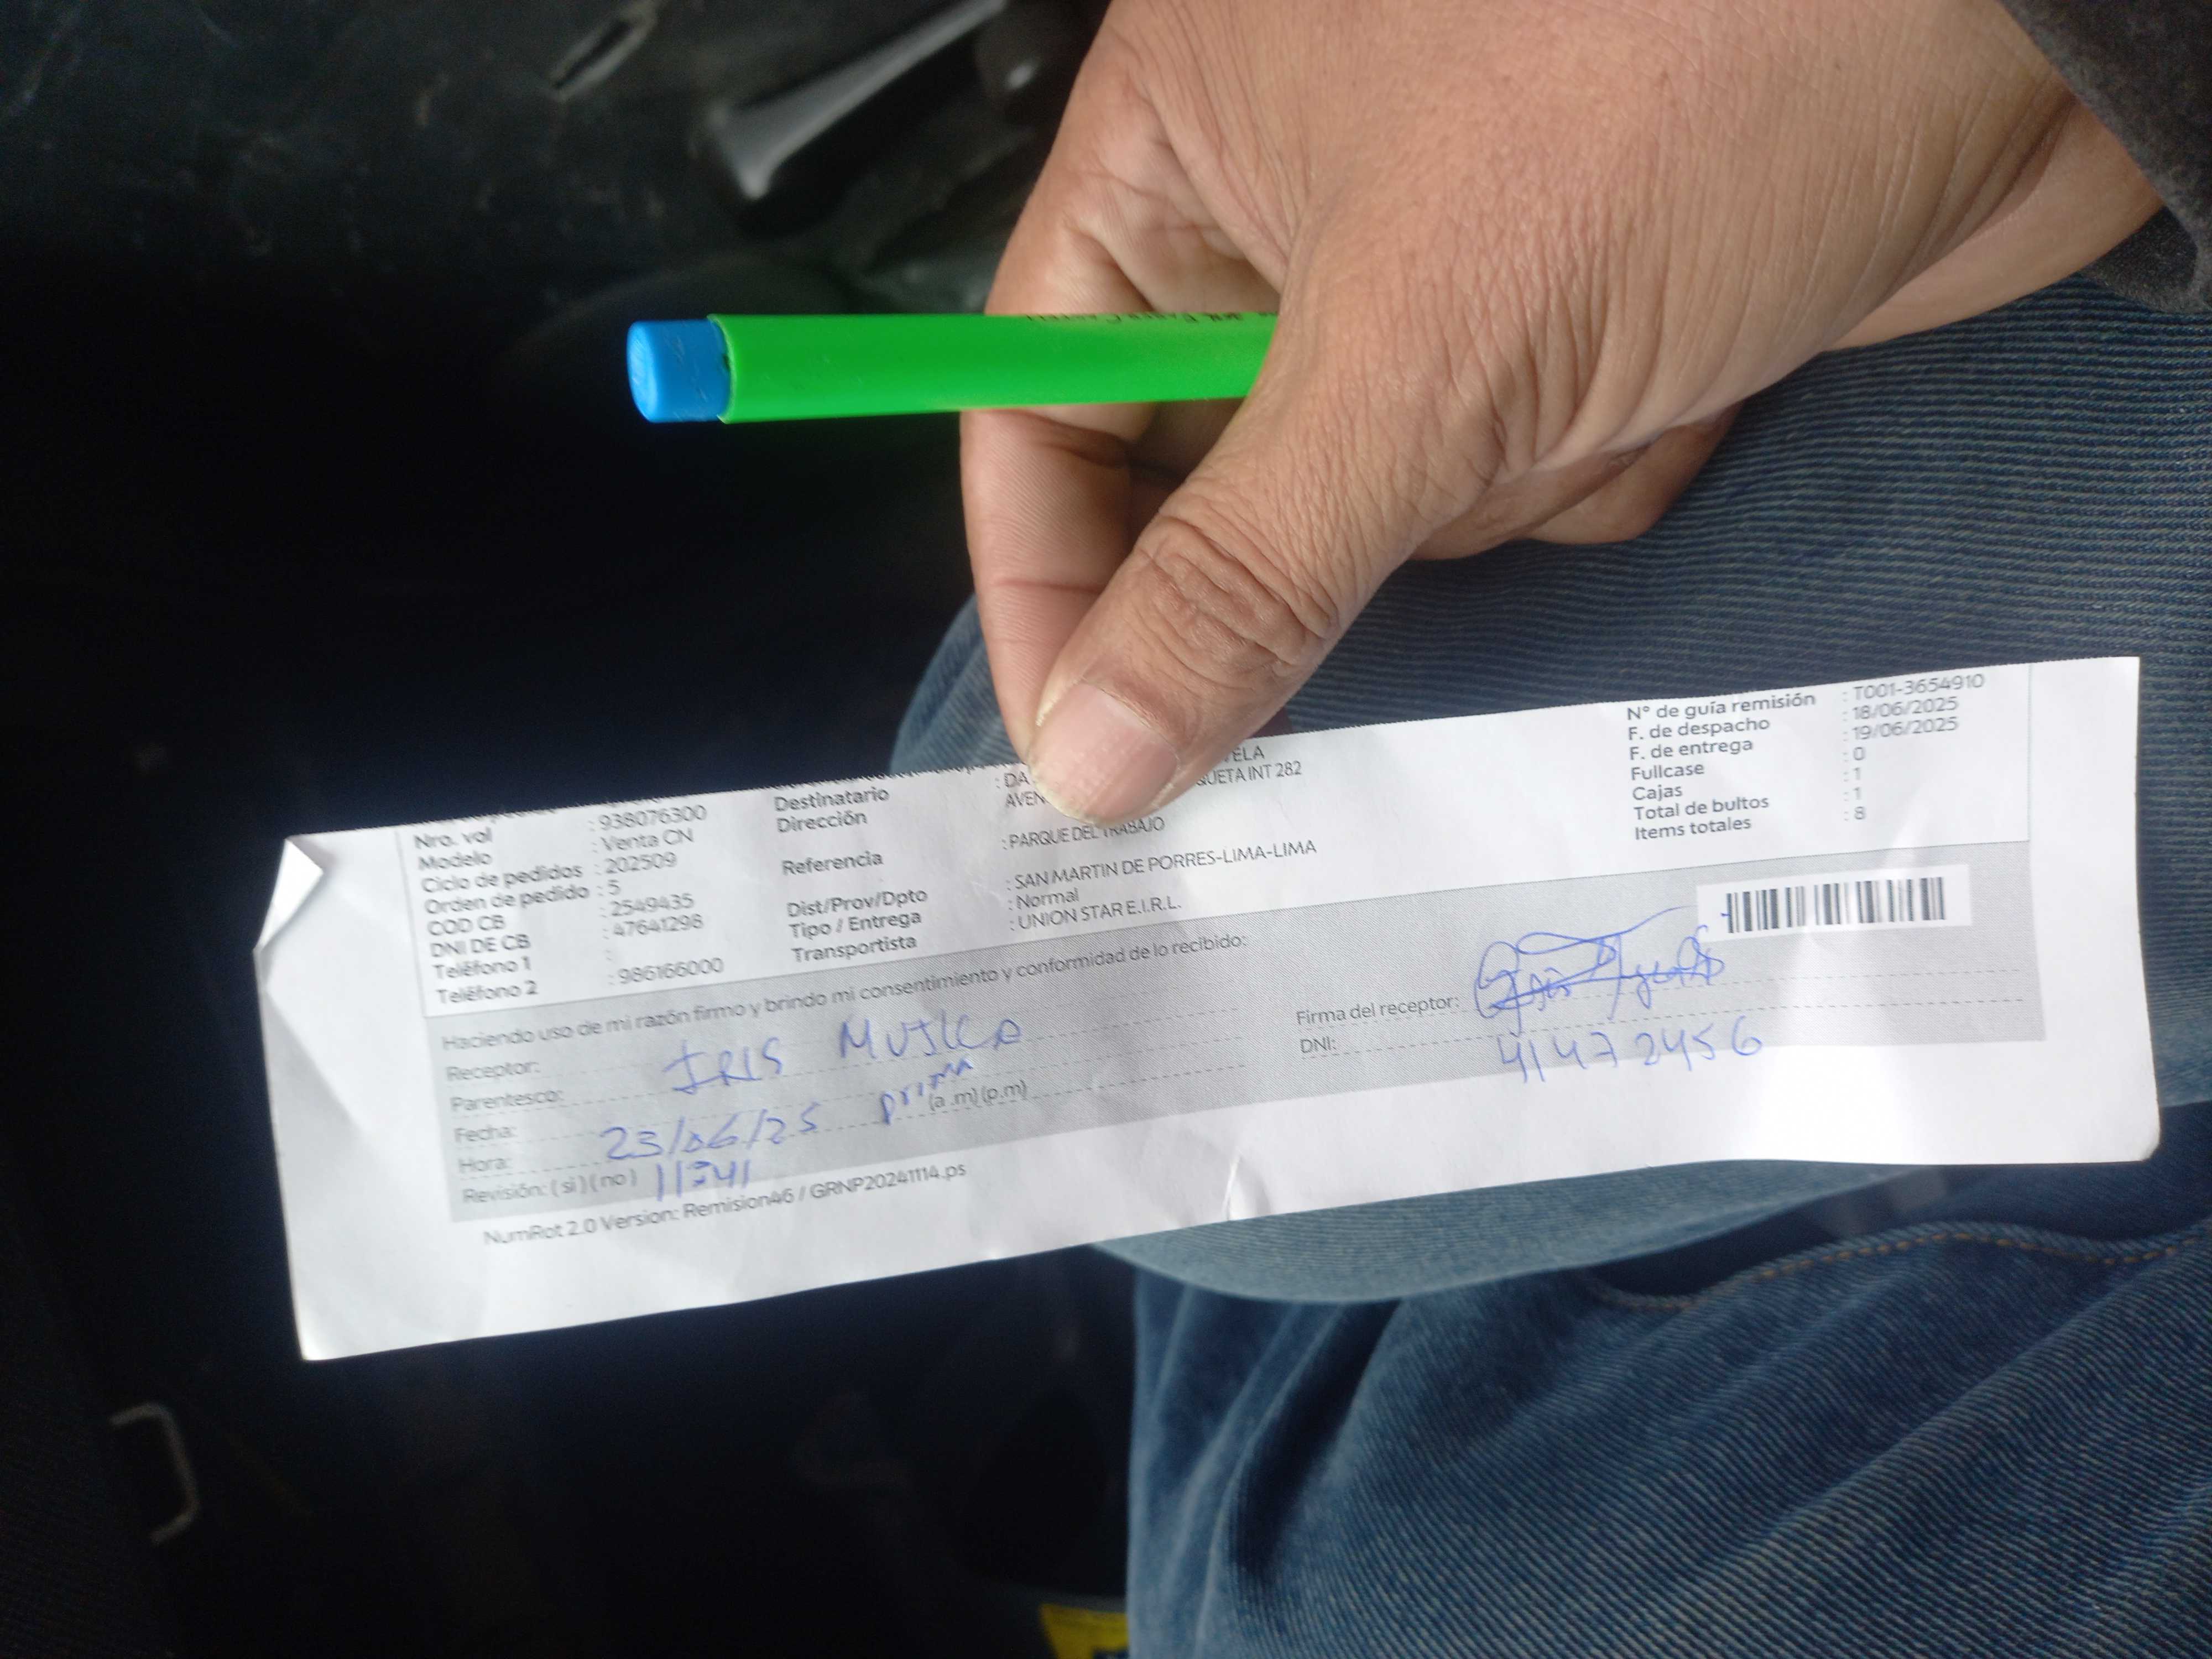 Nro. vol : 938076300
Modelo : Venta CN
Ciclo de pedidos : 202509
Orden de pedido : 5
COD CB : 2549435
DNI DE CB : 47641298
Teléfono 1 :
Teléfono 2 : 986166000
Destinatario : DA
Dirección AVEN QUETA INT 282
Referencia : PARQUE DEL TRABAJO
Dist/Prov/Dpto : SAN MARTIN DE PORRES-LIMA-LIMA
Tipo / Entrega : Normal
Transportista : UNION STAR E.I.R.L.
N° de guía remisión : T001-3654910
F. de despacho : 18/06/2025
F. de entrega : 19/06/2025
Fullcase : 0
Cajas : 1
Total de bultos : 1
Items totales : 8
Haciendo uso de mi razón firmo y brindo mi consentimiento y conformidad de lo recibido:
Receptor: IRIS
Parentesco: prima
Fecha: 23/06/25
Hora: 11:41 (a .m) (p.m)
Revisión: ( si ) ( no )
Firma del receptor:
DNI: 41472456
NumRot 2.0 Version: Remision46 / GRNP20241114.ps